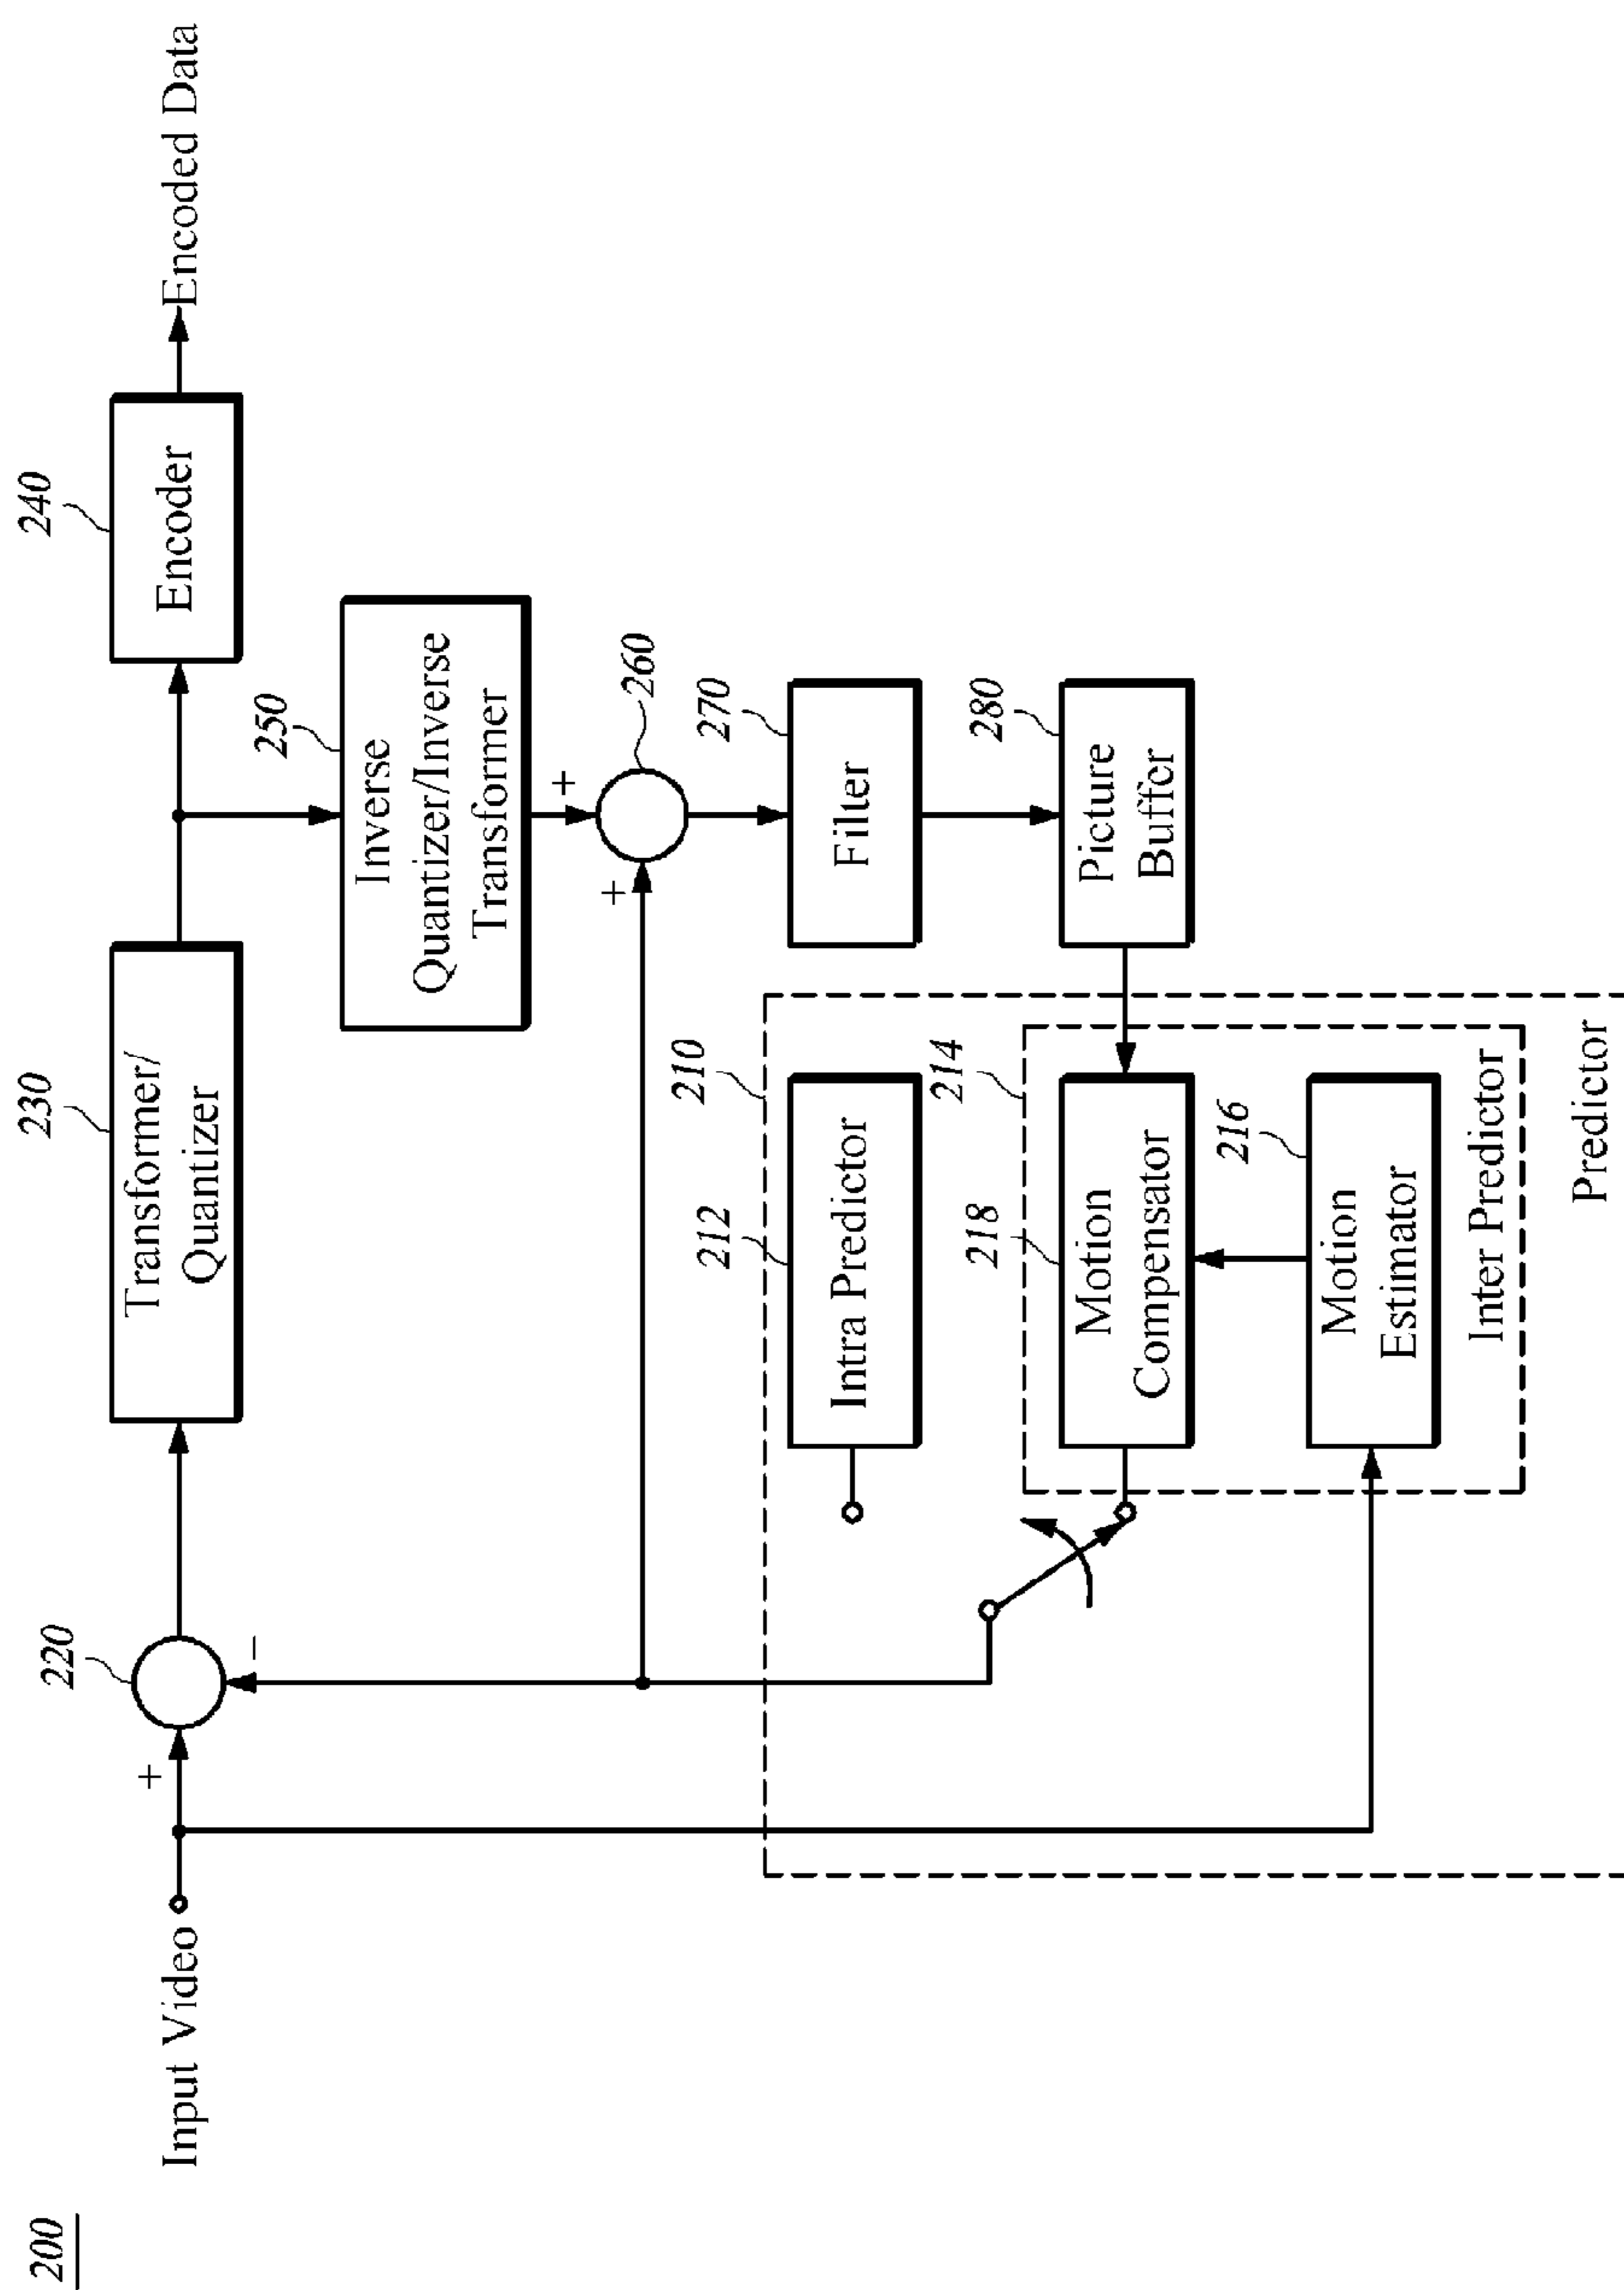 200
Input Video
+
220
−
230
Transformer/
Quantizer
240
Encoder
Encoded Data
250
Inverse
Quantizer/Inverse
Transformer
+
+
260
210
212
Intra Predictor
270
Filter
214
218
Motion
Compensator
280
Picture
Buffer
216
Motion
Estimator
Inter Predictor
Predictor